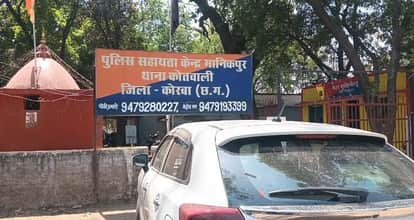 पुलिस सहायता केन्द्र मानिकपुर
थाना कोतवाली
जिला - कोरबा (छ.ग.)
9479280227, 9479193399